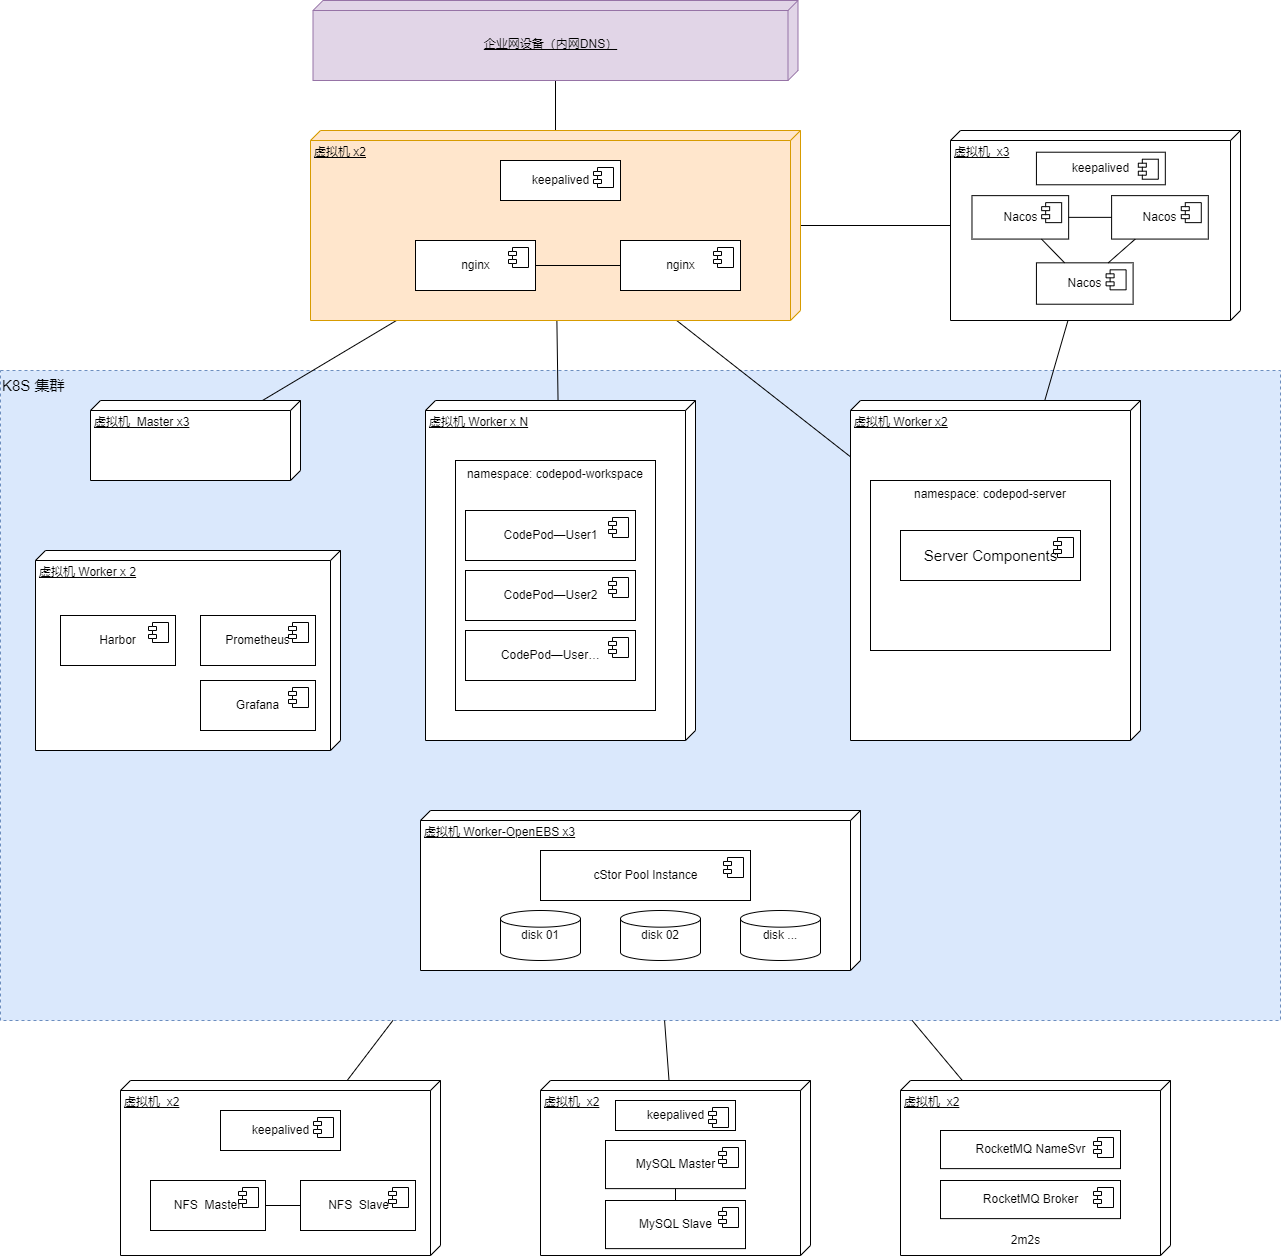 企业网设备（内网DNS）
虚拟机 x2
keepalived
nginx
nginx
虚拟机  x3
keepalived
Nacos
Nacos
Nacos
K8S 集群
虚拟机  Master x3
虚拟机 Worker x N
namespace: codepod-workspace
CodePod—User1
CodePod—User2
CodePod—User...
虚拟机 Worker x2
namespace: codepod-server
Server Components
虚拟机 Worker x 2
Harbor
Prometheus
Grafana
虚拟机 Worker-OpenEBS x3
cStor Pool Instance
disk 01
disk 02
disk ...
虚拟机  x2
keepalived
NFS  Master
NFS  Slave
虚拟机  x2
keepalived
MySQL Master
MySQL Slave
虚拟机  x2
RocketMQ NameSvr
RocketMQ Broker
2m2s